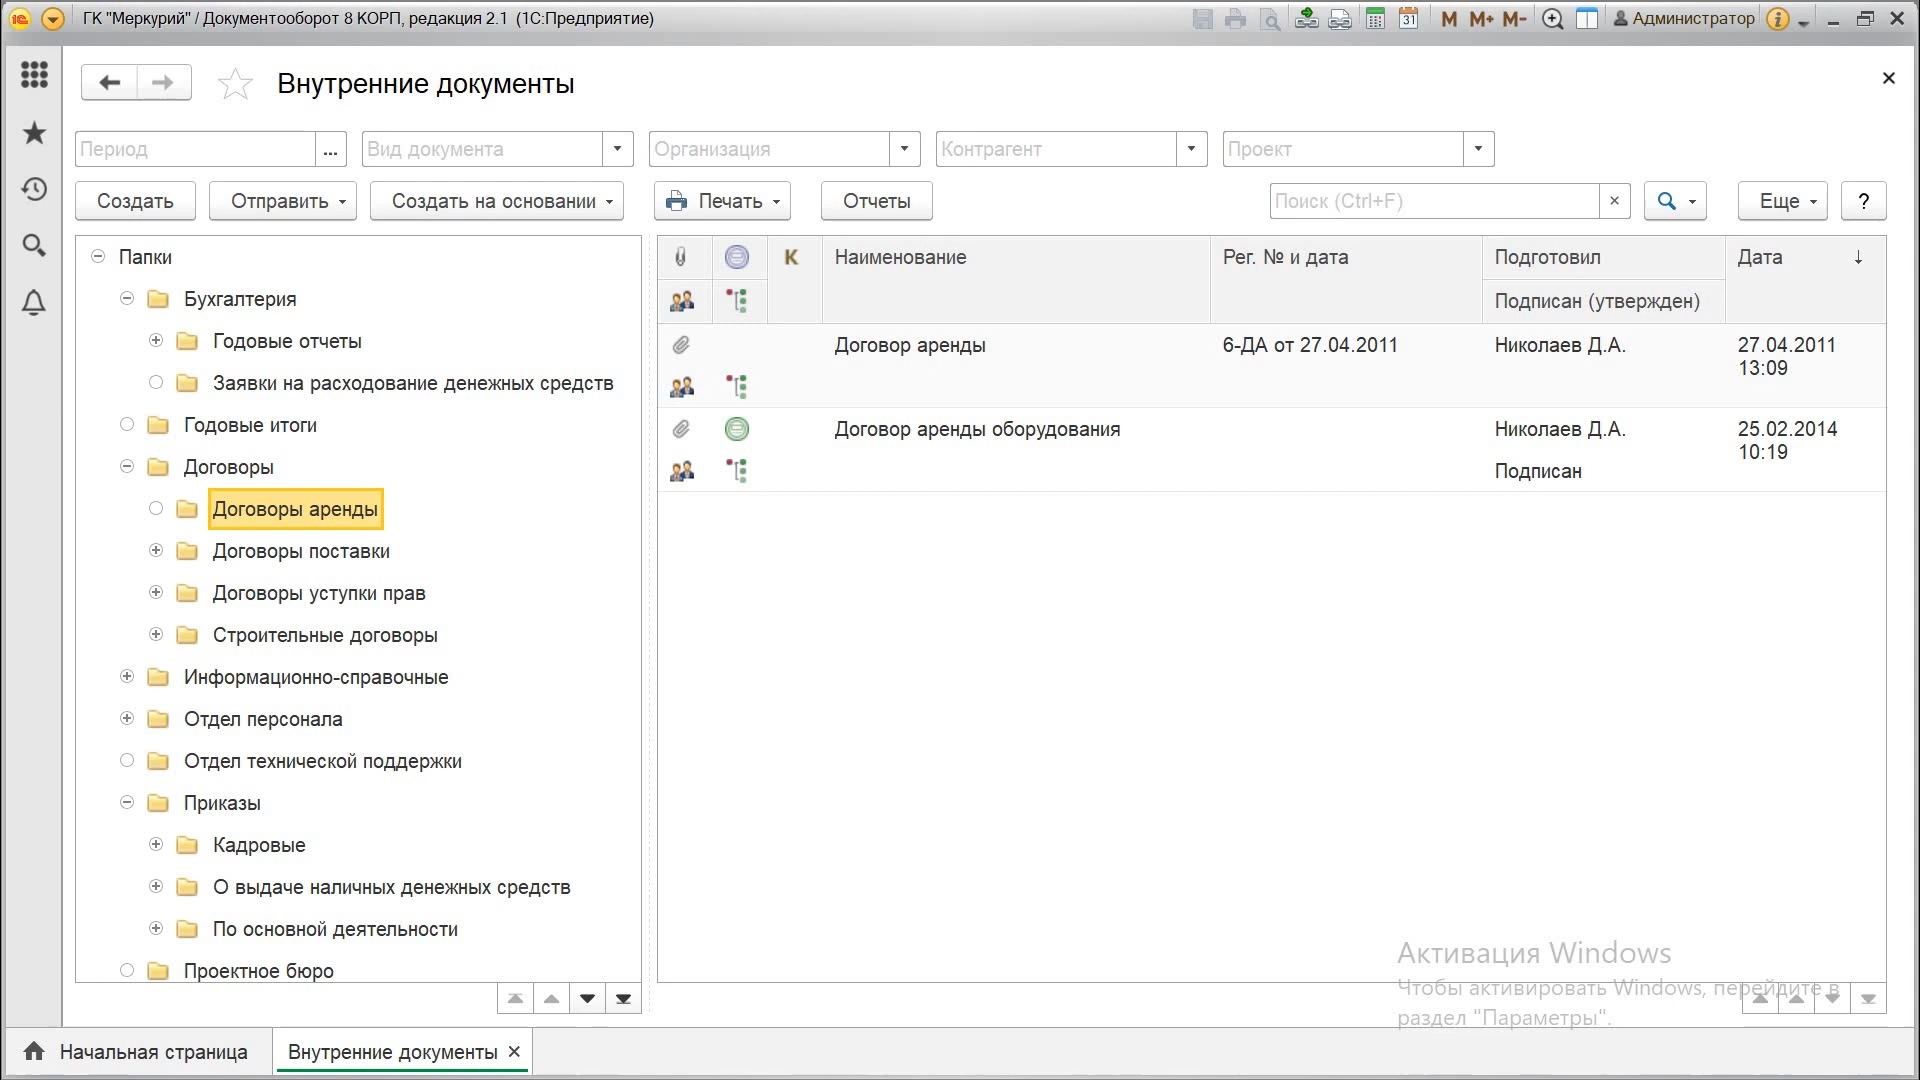 ГК "Меркурий" / Документооборот 8 КОРП, редакция 2.1 (1С:Предприятие)
31 M M+ M- Администратор
Внутренние документы
Период ... Вид документа Организация Контрагент Проект
Создать Отправить Создать на основании Печать Отчеты Поиск (Ctrl+F) × Еще ?
Папки
Бухгалтерия
Годовые отчеты
Заявки на расходование денежных средств
Годовые итоги
Договоры
Договоры аренды
Договоры поставки
Договоры уступки прав
Строительные договоры
Информационно-справочные
Отдел персонала
Отдел технической поддержки
Приказы
Кадровые
О выдаче наличных денежных средств
По основной деятельности
Проектное бюро
К Наименование Рег. № и дата Подготовил Дата ↓
Подписан (утвержден)
Договор аренды 6-ДА от 27.04.2011 Николаев Д.А. 27.04.2011
13:09
Договор аренды оборудования Николаев Д.А. 25.02.2014
10:19
Подписан
Активация Windows
Чтобы активировать Windows, перейдите в
раздел "Параметры".
Начальная страница Внутренние документы ×